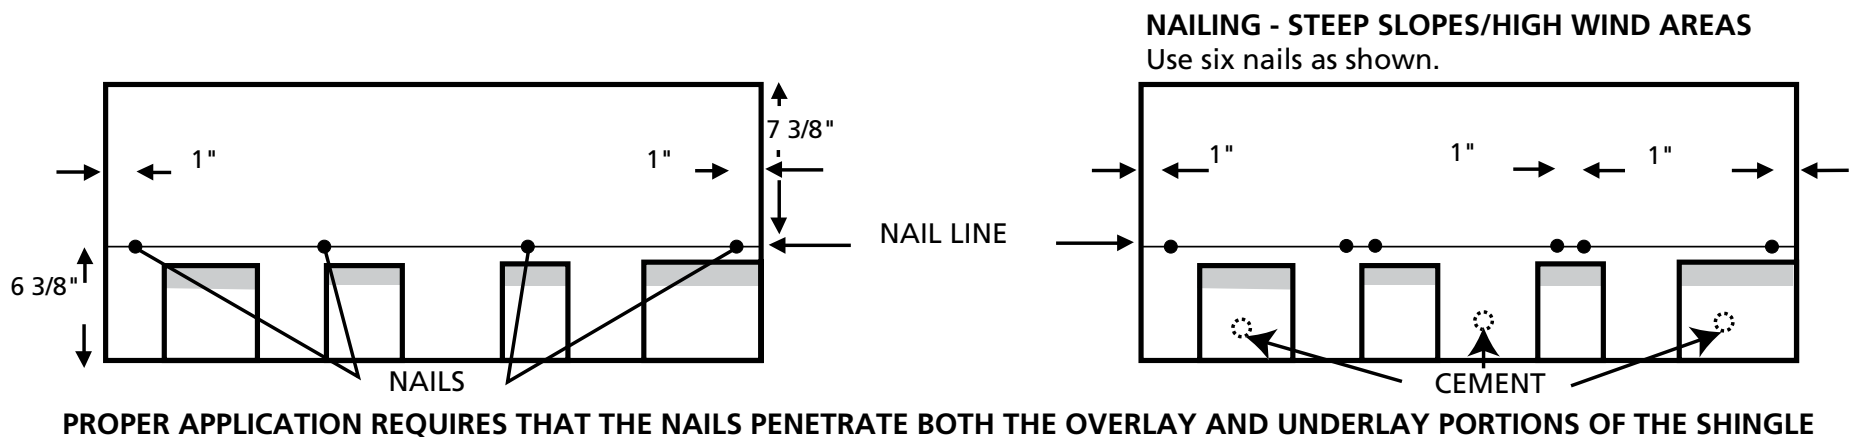 NAILING - STEEP SLOPES/HIGH WIND AREAS
Use six nails as shown.
7 3/8"
1" 1"
1" 1" 1"
NAIL LINE
6 3/8"
NAILS
CEMENT
PROPER APPLICATION REQUIRES THAT THE NAILS PENETRATE BOTH THE OVERLAY AND UNDERLAY PORTIONS OF THE SHINGLE